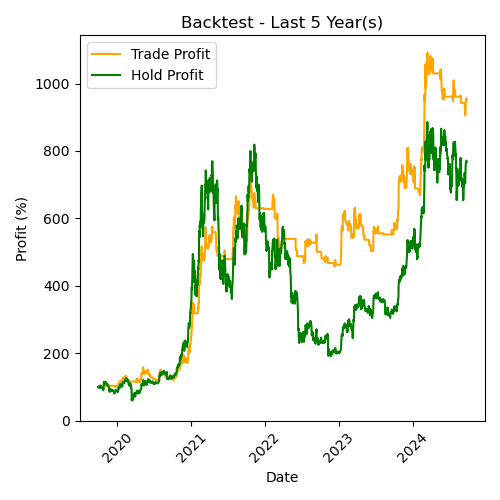 Backtest - Last 5 Year(s)
Trade Profit
Hold Profit
Profit (%)
1000
800
600
400
200
0
2020
2021
2022
2023
2024
Date